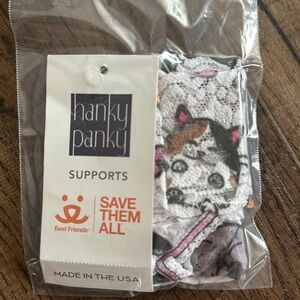 hanky
panky
SUPPORTS
Best Friends
SAVE
THEM
ALL
MADE IN THE USA